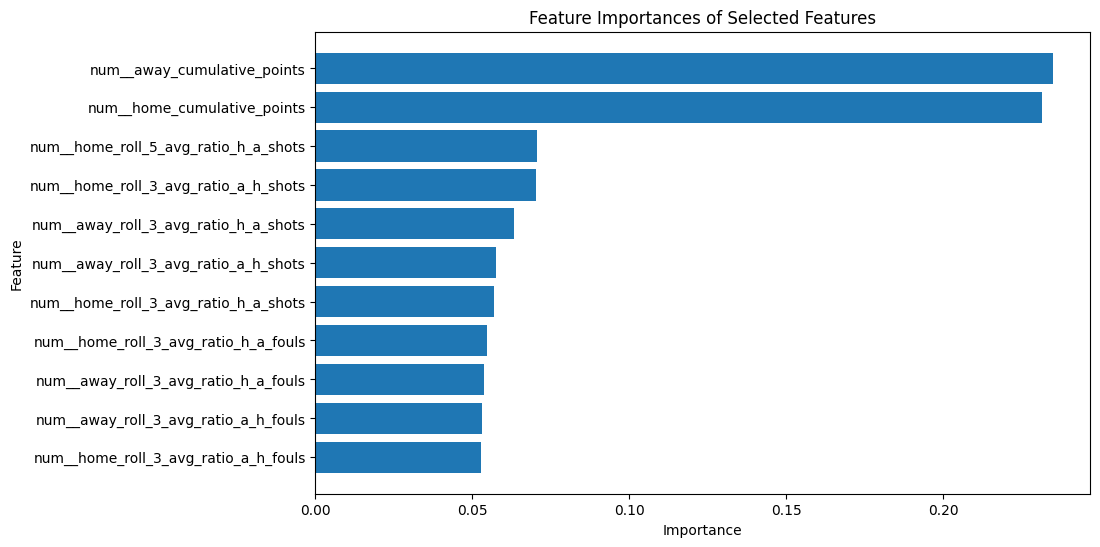 Feature Importances of Selected Features
num__away_cumulative_points
num__home_cumulative_points
num__home_roll_5_avg_ratio_h_a_shots
num__home_roll_3_avg_ratio_a_h_shots
num__away_roll_3_avg_ratio_h_a_shots
num__away_roll_3_avg_ratio_a_h_shots
num__home_roll_3_avg_ratio_h_a_shots
num__home_roll_3_avg_ratio_h_a_fouls
num__away_roll_3_avg_ratio_h_a_fouls
num__away_roll_3_avg_ratio_a_h_fouls
num__home_roll_3_avg_ratio_a_h_fouls
Feature
0.00 0.05 0.10 0.15 0.20
Importance